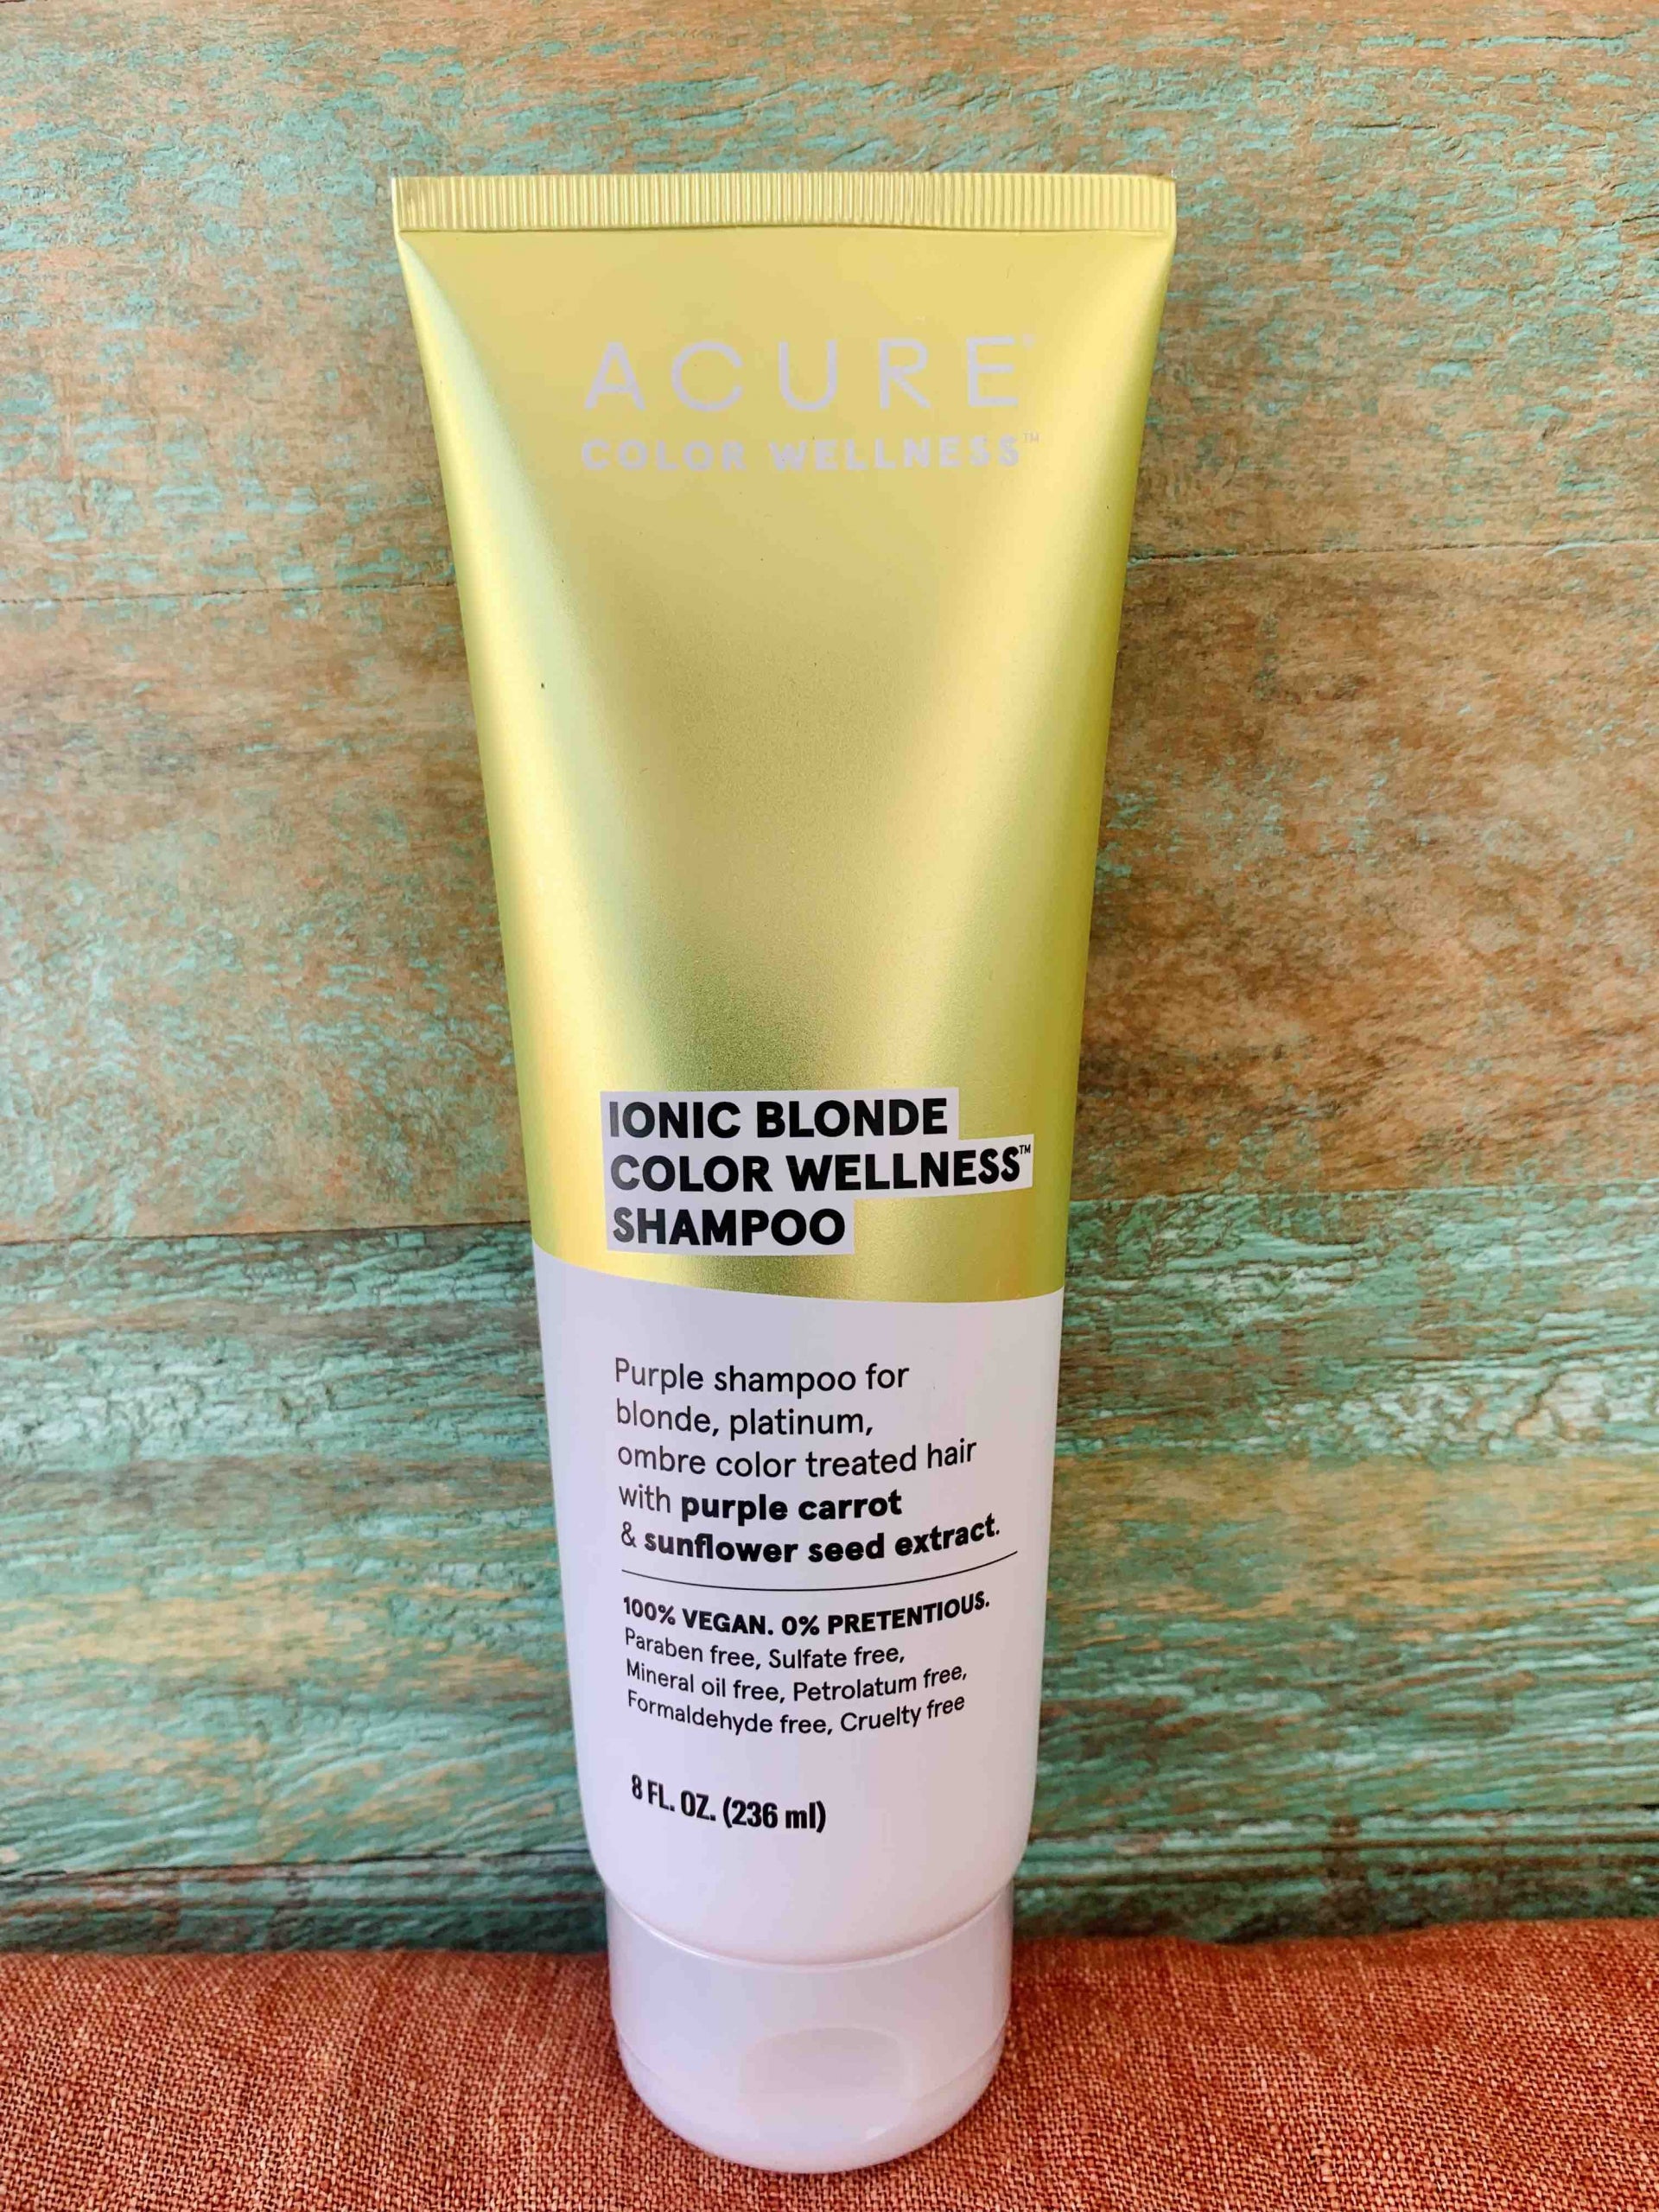 ACURE®
COLOR WELLNESS™
IONIC BLONDE
COLOR WELLNESS™
SHAMPOO
Purple shampoo for
blonde, platinum,
ombre color treated hair
with purple carrot
& sunflower seed extract.
100% VEGAN. 0% PRETENTIOUS.
Paraben free, Sulfate free,
Mineral oil free, Petrolatum free,
Formaldehyde free, Cruelty free
8 FL. OZ. (236 ml)